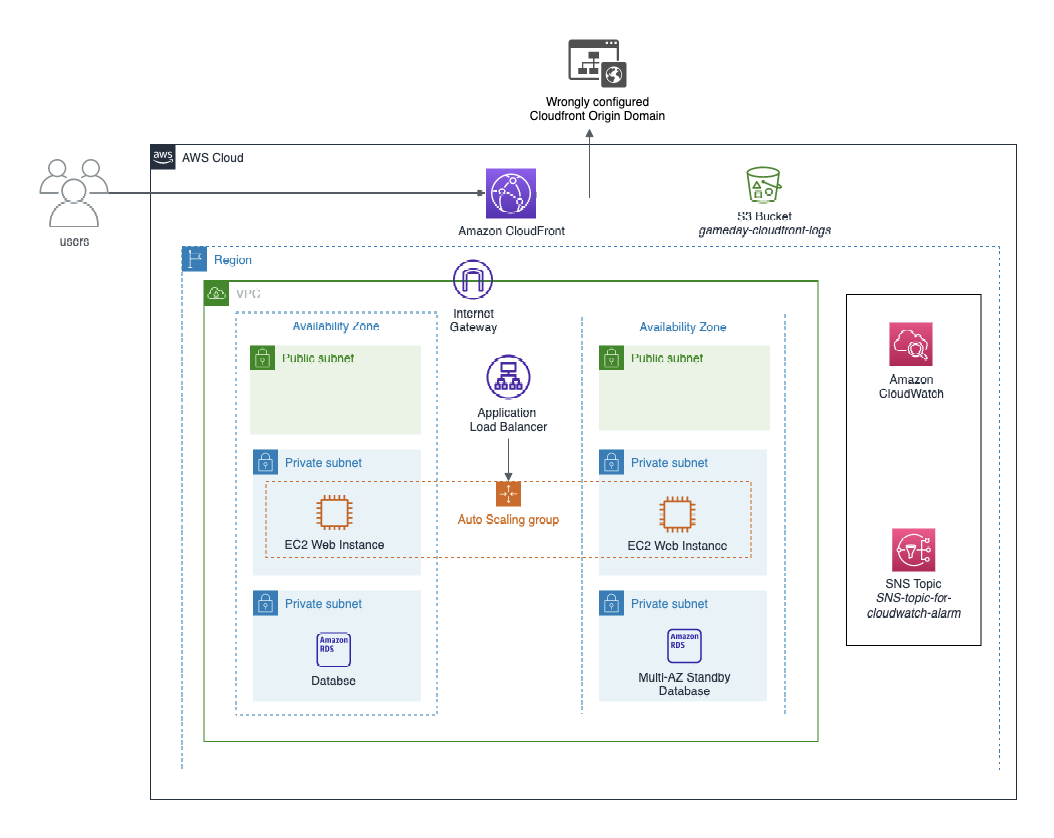 Wrongly configured
Cloudfront Origin Domain
aws
AWS Cloud
users
Amazon CloudFront
S3 Bucket
gameday-cloudfront-logs
Region
VPC
Internet
Gateway
Availability Zone
Availability Zone
Public subnet
Public subnet
Application
Load Balancer
Amazon
CloudWatch
Private subnet
Private subnet
Auto Scaling group
EC2 Web Instance
EC2 Web Instance
SNS Topic
SNS-topic-for-
cloudwatch-alarm
Private subnet
Private subnet
Amazon
RDS
Databse
Amazon
RDS
Multi-AZ Standby
Database